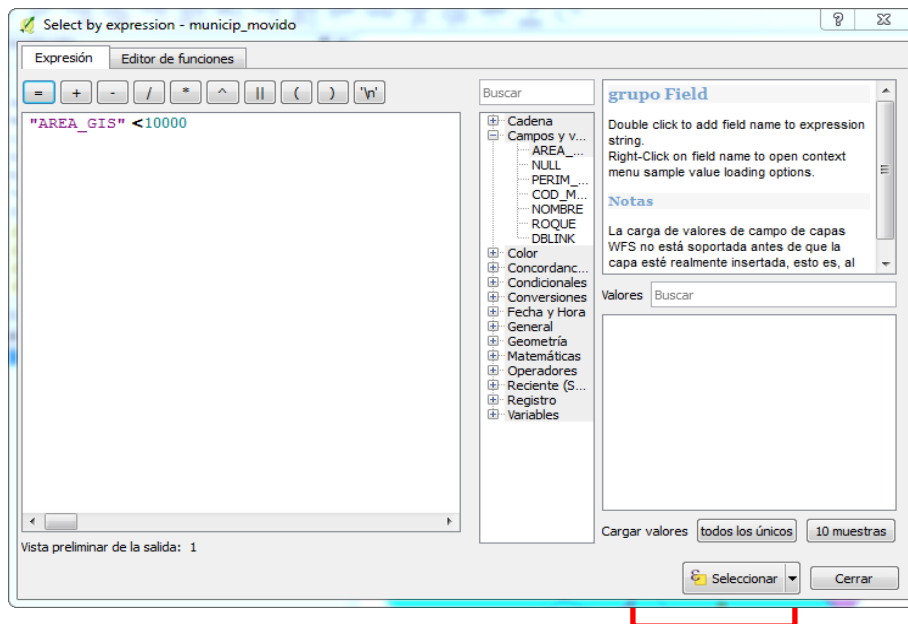 Select by expression - municip_movido
Expresión
Editor de funciones
= + - / * ^ || ( ) '\n'
"AREA_GIS" <10000
Vista preliminar de la salida: 1
Buscar
Cadena
Campos y v...
AREA_...
NULL
PERIM_...
COD_M...
NOMBRE
ROQUE
DBLINK
Color
Concordanc...
Condicionales
Conversiones
Fecha y Hora
General
Geometría
Matemáticas
Operadores
Reciente (S...
Registro
Variables
grupo Field
Double click to add field name to expression
string.
Right-Click on field name to open context
menu sample value loading options.
Notas
La carga de valores de campo de capas
WFS no está soportada antes de que la
capa esté realmente insertada, esto es, al
Valores Buscar
Cargar valores todos los únicos 10 muestras
Seleccionar
Cerrar